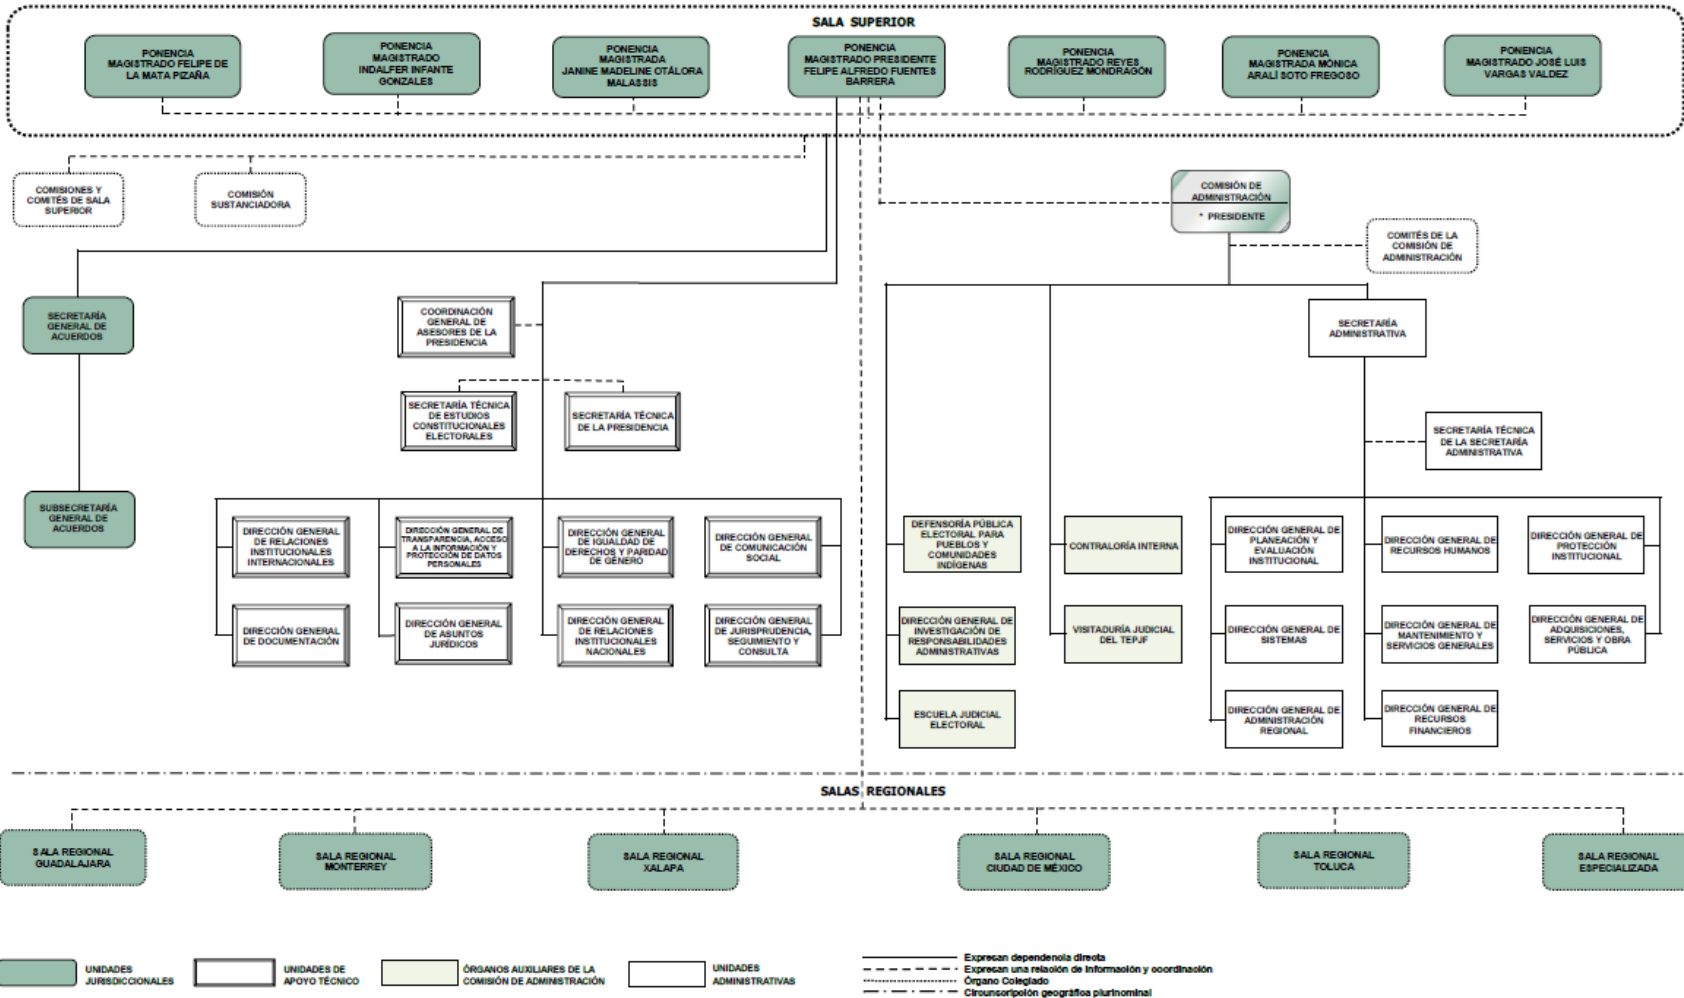 SALA SUPERIOR
PONENCIA
MAGISTRADO FELIPE DE
LA MATA PIZAÑA
PONENCIA
MAGISTRADO
INDALFER INFANTE
GONZALES
PONENCIA
MAGISTRADA
JANINE MADELINE OTÁLORA
MALASSIS
PONENCIA
MAGISTRADO PRESIDENTE
FELIPE ALFREDO FUENTES
BARRERA
PONENCIA
MAGISTRADO REYES
RODRÍGUEZ MONDRAGÓN
PONENCIA
MAGISTRADA MÓNICA
ARALÍ SOTO FREGOSO
PONENCIA
MAGISTRADO JOSÉ LUIS
VARGAS VALDEZ
COMISIONES Y
COMITÉS DE SALA
SUPERIOR
COMISIÓN
SUSTANCIADORA
COMISIÓN DE
ADMINISTRACIÓN
* PRESIDENTE
COMITÉS DE LA
COMISIÓN DE
ADMINISTRACIÓN
SECRETARÍA
GENERAL DE
ACUERDOS
COORDINACIÓN
GENERAL DE
ASESORES DE LA
PRESIDENCIA
SECRETARÍA
ADMINISTRATIVA
SECRETARÍA TÉCNICA
DE ESTUDIOS
CONSTITUCIONALES
ELECTORALES
SECRETARÍA TÉCNICA
DE LA PRESIDENCIA
SECRETARÍA TÉCNICA
DE LA SECRETARÍA
ADMINISTRATIVA
SUBSECRETARÍA
GENERAL DE
ACUERDOS
DIRECCIÓN GENERAL
DE RELACIONES
INSTITUCIONALES
INTERNACIONALES
DIRECCIÓN GENERAL DE
TRANSPARENCIA, ACCESO
A LA INFORMACIÓN Y
PROTECCIÓN DE DATOS
PERSONALES
DIRECCIÓN GENERAL
DE IGUALDAD DE
DERECHOS Y PARIDAD
DE GÉNERO
DIRECCIÓN GENERAL
DE COMUNICACIÓN
SOCIAL
DEFENSORÍA PÚBLICA
ELECTORAL PARA
PUEBLOS Y
COMUNIDADES
INDÍGENAS
CONTRALORÍA INTERNA
DIRECCIÓN GENERAL DE
PLANEACIÓN Y
EVALUACIÓN
INSTITUCIONAL
DIRECCIÓN GENERAL DE
RECURSOS HUMANOS
DIRECCIÓN GENERAL DE
PROTECCIÓN
INSTITUCIONAL
DIRECCIÓN GENERAL
DE DOCUMENTACIÓN
DIRECCIÓN GENERAL
DE ASUNTOS
JURÍDICOS
DIRECCIÓN GENERAL
DE RELACIONES
INSTITUCIONALES
NACIONALES
DIRECCIÓN GENERAL
DE JURISPRUDENCIA,
SEGUIMIENTO Y
CONSULTA
DIRECCIÓN GENERAL DE
INVESTIGACIÓN DE
RESPONSABILIDADES
ADMINISTRATIVAS
VISITADURÍA JUDICIAL
DEL TEPJF
DIRECCIÓN GENERAL DE
SISTEMAS
DIRECCIÓN GENERAL DE
MANTENIMIENTO Y
SERVICIOS GENERALES
DIRECCIÓN GENERAL DE
ADQUISICIONES,
SERVICIOS Y OBRA
PÚBLICA
ESCUELA JUDICIAL
ELECTORAL
DIRECCIÓN GENERAL DE
ADMINISTRACIÓN
REGIONAL
DIRECCIÓN GENERAL DE
RECURSOS
FINANCIEROS
SALAS REGIONALES
SALA REGIONAL
GUADALAJARA
SALA REGIONAL
MONTERREY
SALA REGIONAL
XALAPA
SALA REGIONAL
CIUDAD DE MÉXICO
SALA REGIONAL
TOLUCA
SALA REGIONAL
ESPECIALIZADA
UNIDADES
JURISDICCIONALES
UNIDADES DE
APOYO TÉCNICO
ÓRGANOS AUXILIARES DE LA
COMISIÓN DE ADMINISTRACIÓN
UNIDADES
ADMINISTRATIVAS
Expresan dependencia directa
Expresan una relación de información y coordinación
Órgano Colegiado
Circunscripción geográfica plurinominal